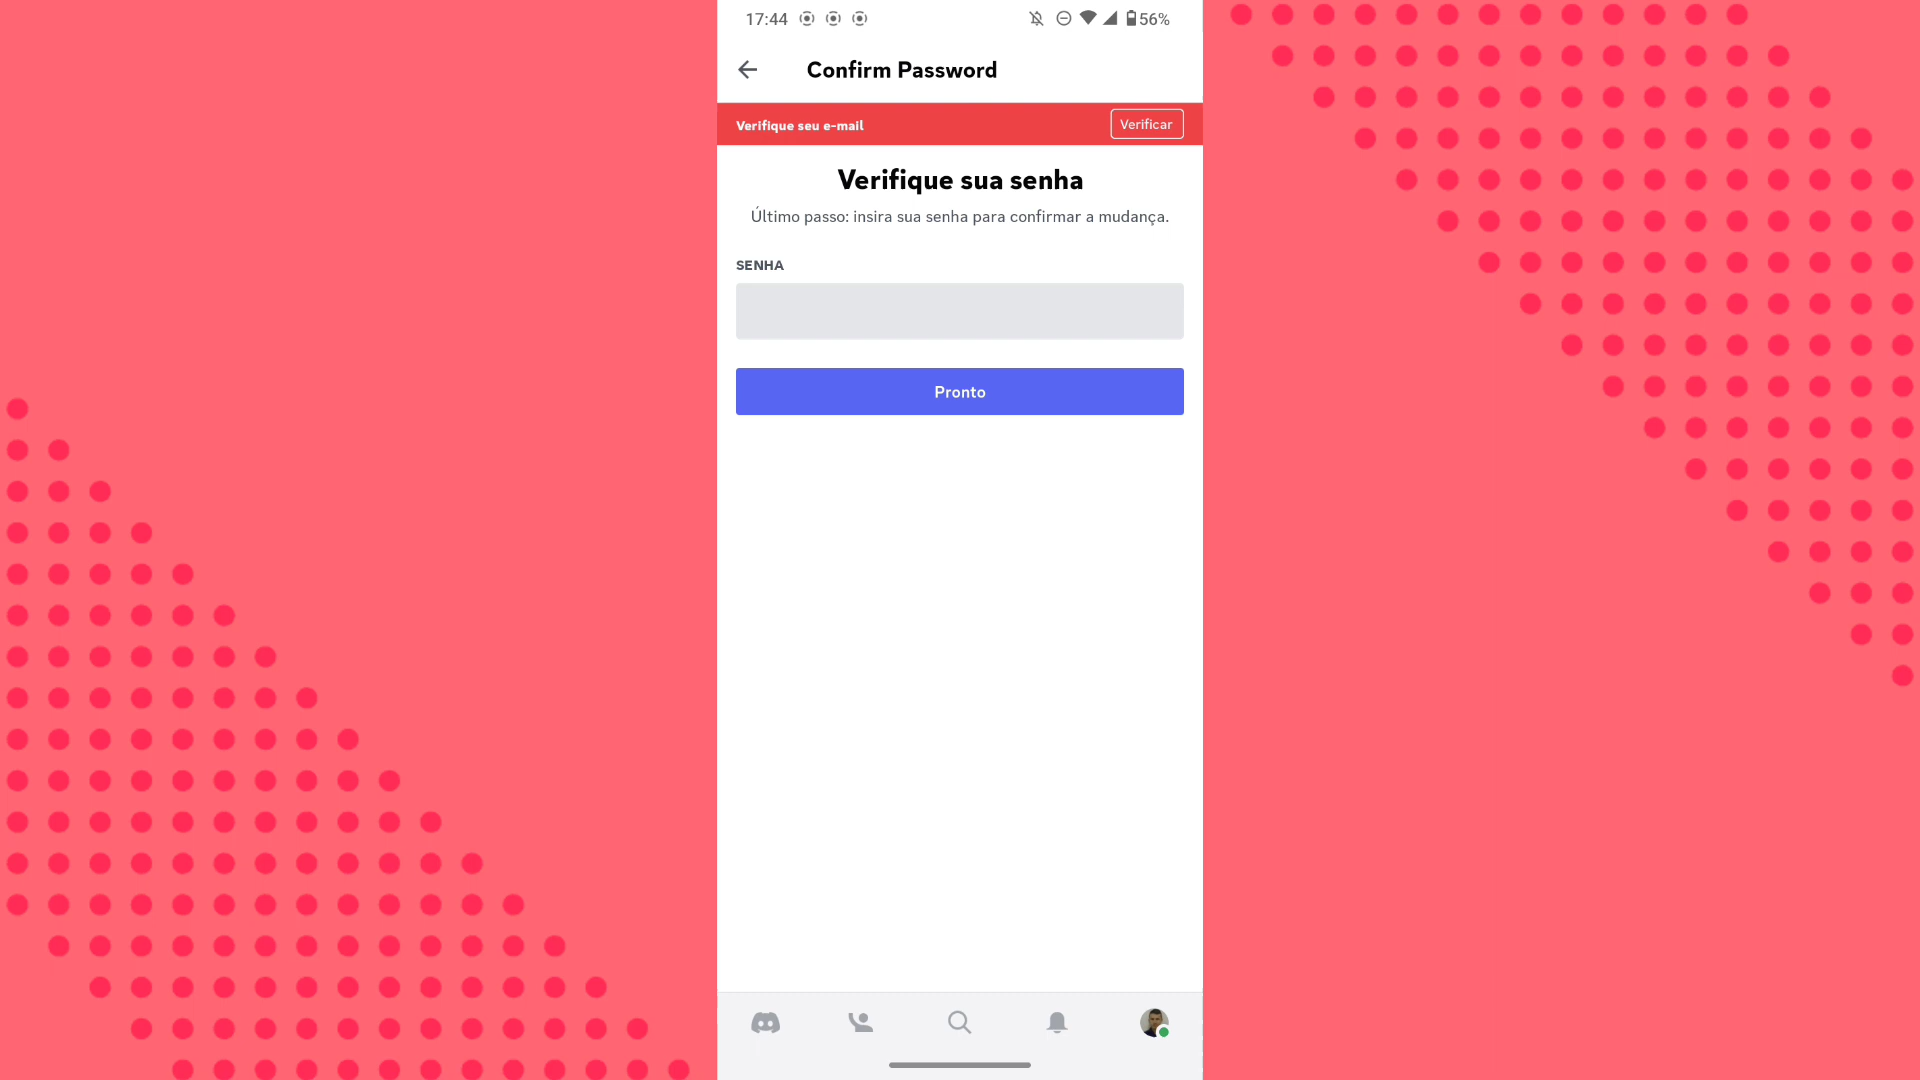 17:44
56%
Confirm Password
Verifique seu e-mail
Verificar
Verifique sua senha
Último passo: insira sua senha para confirmar a mudança.
SENHA
Pronto